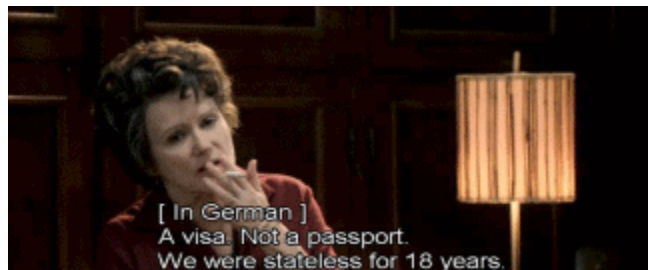 [ In German ]
A visa. Not a passport.
We were stateless for 18 years.